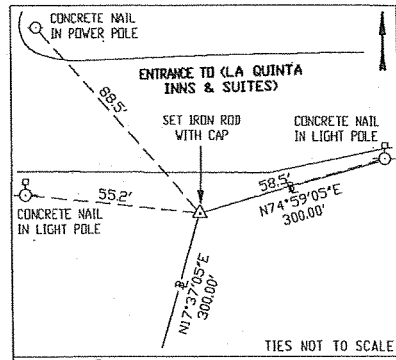 CONCRETE NAIL
IN POWER POLE
ENTRANCE TO (LA QUINTA
INNS & SUITES)
88.5'
SET IRON ROD
WITH CAP
CONCRETE NAIL
IN LIGHT POLE
55.2'
58.5'
N74°59'05"E
300.00'
CONCRETE NAIL
IN LIGHT POLE
N17°37'05"E
300.00'
TIES NOT TO SCALE